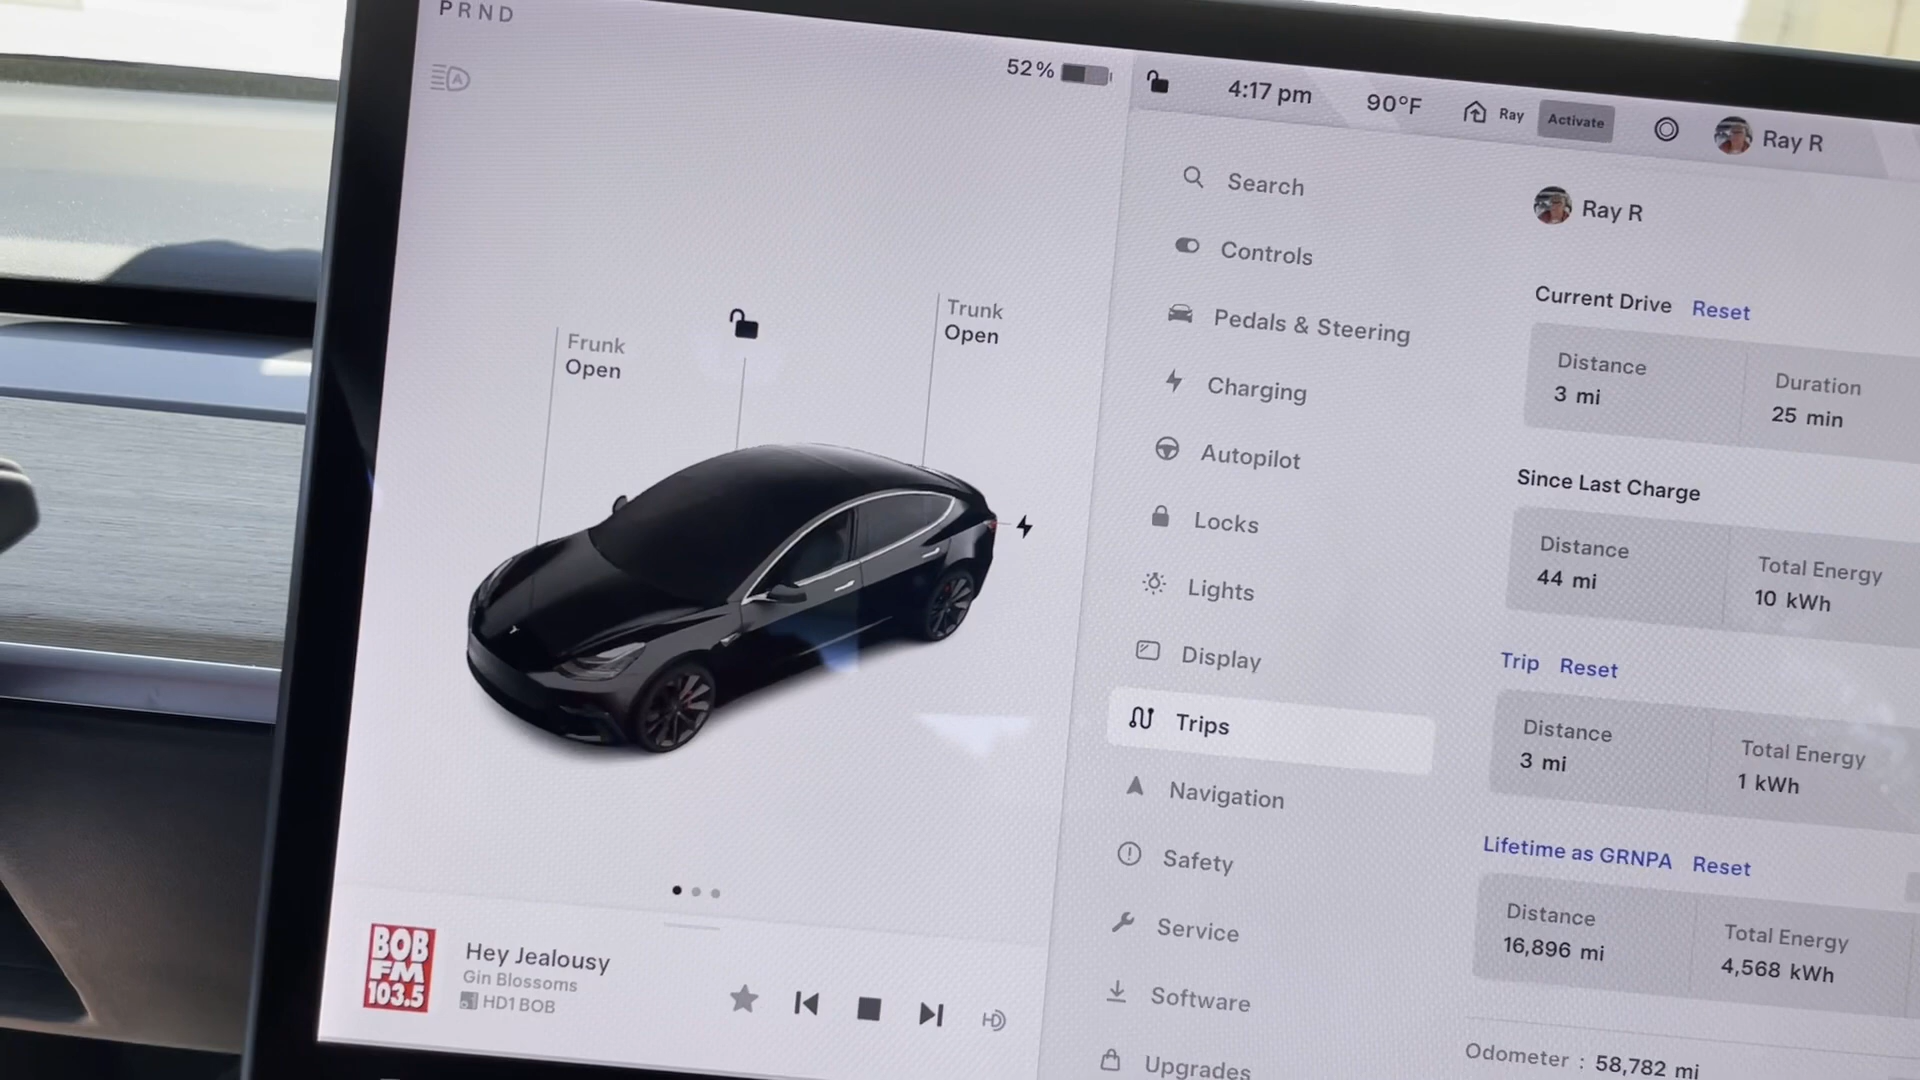 PRND
52%
4:17 pm
90°F
Ray
Activate
Ray R
Frunk
Open
Trunk
Open
Search
Controls
Pedals & Steering
Charging
Autopilot
Locks
Lights
Display
Trips
Navigation
Safety
Service
Software
Upgrades
Ray R
Current Drive Reset
Distance
3 mi
Duration
25 min
Since Last Charge
Distance
44 mi
Total Energy
10 kWh
Trip Reset
Distance
3 mi
Total Energy
1 kWh
Lifetime as GRNPA Reset
Distance
16,896 mi
Total Energy
4,568 kWh
Odometer : 58,782 mi
BOB
FM
103.5
Hey Jealousy
Gin Blossoms
HD1 BOB
HD